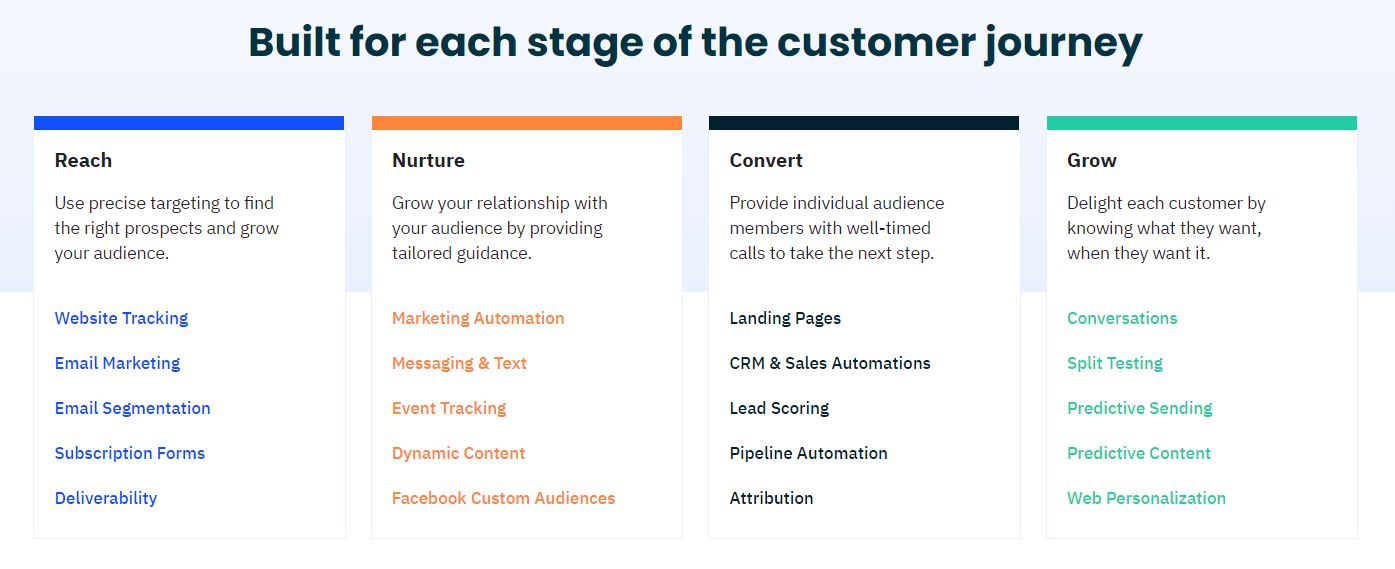 Built for each stage of the customer journey
Reach
Use precise targeting to find
the right prospects and grow
your audience.
Website Tracking
Email Marketing
Email Segmentation
Subscription Forms
Deliverability
Nurture
Grow your relationship with
your audience by providing
tailored guidance.
Marketing Automation
Messaging & Text
Event Tracking
Dynamic Content
Facebook Custom Audiences
Convert
Provide individual audience
members with well-timed
calls to take the next step.
Landing Pages
CRM & Sales Automations
Lead Scoring
Pipeline Automation
Attribution
Grow
Delight each customer by
knowing what they want,
when they want it.
Conversations
Split Testing
Predictive Sending
Predictive Content
Web Personalization